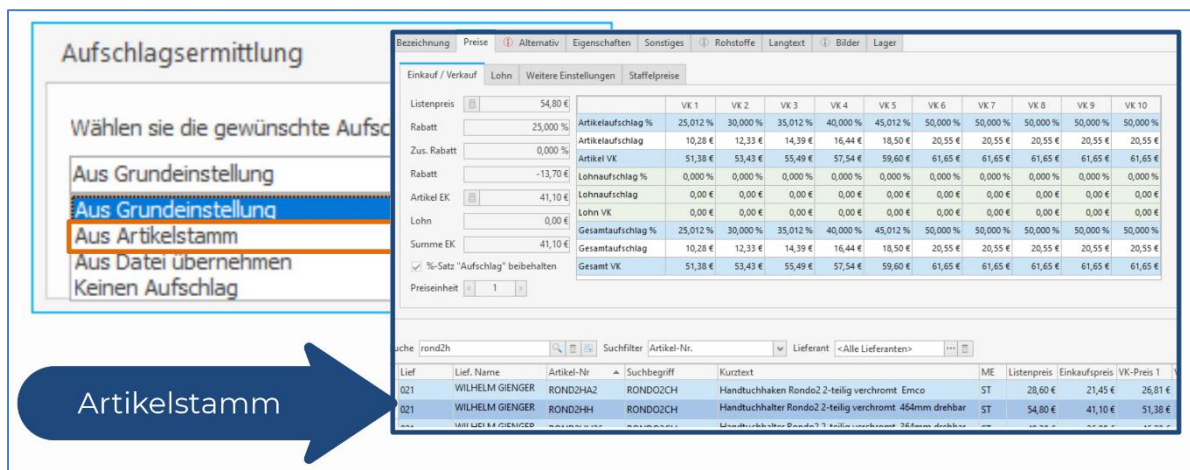 Aufschlagsermittlung
Wählen sie die gewünschte Aufsc
Aus Grundeinstellung
Aus Grundeinstellung
Aus Artikelstamm
Aus Datei übernehmen
Keinen Aufschlag
Artikelstamm
Bezeichnung Preise Alternativ Eigenschaften Sonstiges Rohstoffe Langtext Bilder Lager
Einkauf / Verkauf Lohn Weitere Einstellungen Staffelpreise
Listenpreis 54,80 €
Rabatt 25,000 %
Zus. Rabatt 0,000 %
Rabatt -13,70 €
Artikel EK 41,10 €
Lohn 0,00 €
Summe EK 41,10 €
%-Satz "Aufschlag" beibehalten
Preiseinheit < 1 >
VK 1 VK 2 VK 3 VK 4 VK 5 VK 6 VK 7 VK 8 VK 9 VK 10
Artikelaufschlag % 25,012 % 30,000 % 35,012 % 40,000 % 45,012 % 50,000 % 50,000 % 50,000 % 50,000 % 50,000 %
Artikelaufschlag 10,28 € 12,33 € 14,39 € 16,44 € 18,50 € 20,55 € 20,55 € 20,55 € 20,55 € 20,55 €
Artikel VK 51,38 € 53,43 € 55,49 € 57,54 € 59,60 € 61,65 € 61,65 € 61,65 € 61,65 € 61,65 €
Lohnaufschlag % 0,000 % 0,000 % 0,000 % 0,000 % 0,000 % 0,000 % 0,000 % 0,000 % 0,000 % 0,000 %
Lohnaufschlag 0,00 € 0,00 € 0,00 € 0,00 € 0,00 € 0,00 € 0,00 € 0,00 € 0,00 € 0,00 €
Lohn VK 0,00 € 0,00 € 0,00 € 0,00 € 0,00 € 0,00 € 0,00 € 0,00 € 0,00 € 0,00 €
Gesamtaufschlag % 25,012 % 30,000 % 35,012 % 40,000 % 45,012 % 50,000 % 50,000 % 50,000 % 50,000 % 50,000 %
Gesamtaufschlag 10,28 € 12,33 € 14,39 € 16,44 € 18,50 € 20,55 € 20,55 € 20,55 € 20,55 € 20,55 €
Gesamt VK 51,38 € 53,43 € 55,49 € 57,54 € 59,60 € 61,65 € 61,65 € 61,65 € 61,65 € 61,65 €
uche rond2h Suchfilter Artikel-Nr. Lieferant <Alle Lieferanten>
Lief Lief. Name Artikel-Nr Suchbegriff Kurztext ME Listenpreis Einkaufspreis VK-Preis 1
021 WILHELM GIENGER ROND2HA2 RONDO2CH Handtuchhaken Rondo2 2-teilig verchromt Emco ST 28,60 € 21,45 € 26,81 €
021 WILHELM GIENGER ROND2HH RONDO2CH Handtuchhalter Rondo2 2-teilig verchromt 464mm drehbar ST 54,80 € 41,10 € 51,38 €
WILHELM GIENGER Handtuchhalter Rondo2 2-teilig verchromt 364mm drehbar